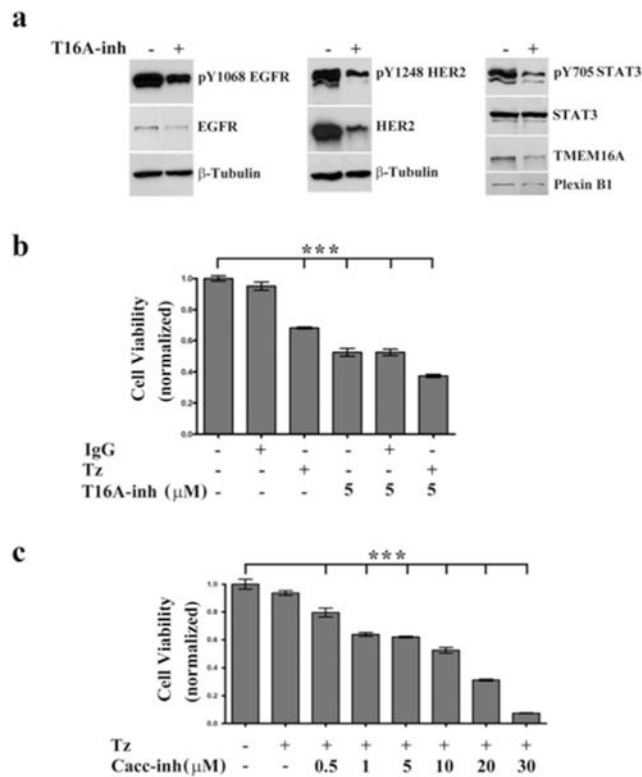 a
T16A-inh - + - + - +
pY1068 EGFR
EGFR
β-Tubulin
pY1248 HER2
HER2
β-Tubulin
pY705 STAT3
STAT3
TMEM16A
Plexin B1
b
***
Cell Viability
(normalized)
1.0
0.8
0.6
0.4
0.2
0.0
IgG - + - - + -
Tz - - + - - +
T16A-inh (μM) - - - 5 5 5
c
***
Cell Viability
(normalized)
1.0
0.8
0.6
0.4
0.2
0.0
Tz - + + + + + + +
Cacc-inh(μM) - - 0.5 1 5 10 20 30